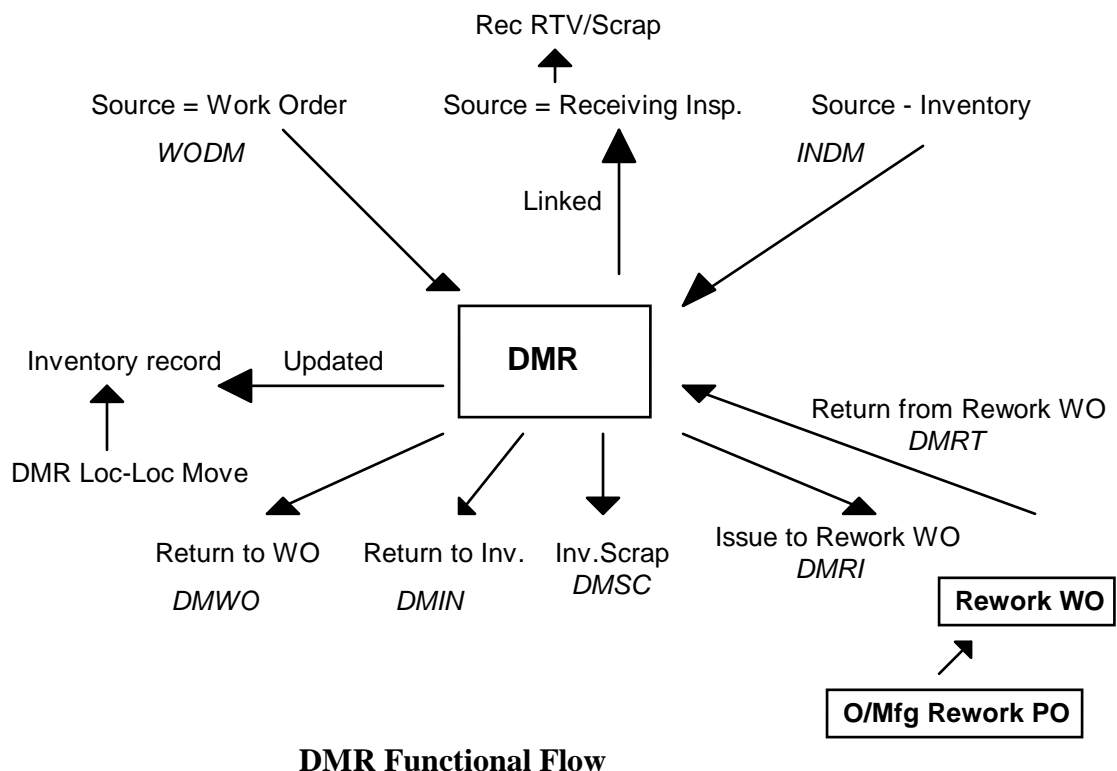 Rec RTV/Scrap
Source = Work Order
Source = Receiving Insp.
Source - Inventory
WODM
INDM
Linked
DMR
Inventory record
Updated
Return from Rework WO
DMRT
DMR Loc-Loc Move
Return to WO
DMWO
Return to Inv.
DMIN
Inv.Scrap
DMSC
Issue to Rework WO
DMRI
Rework WO
O/Mfg Rework PO
DMR Functional Flow